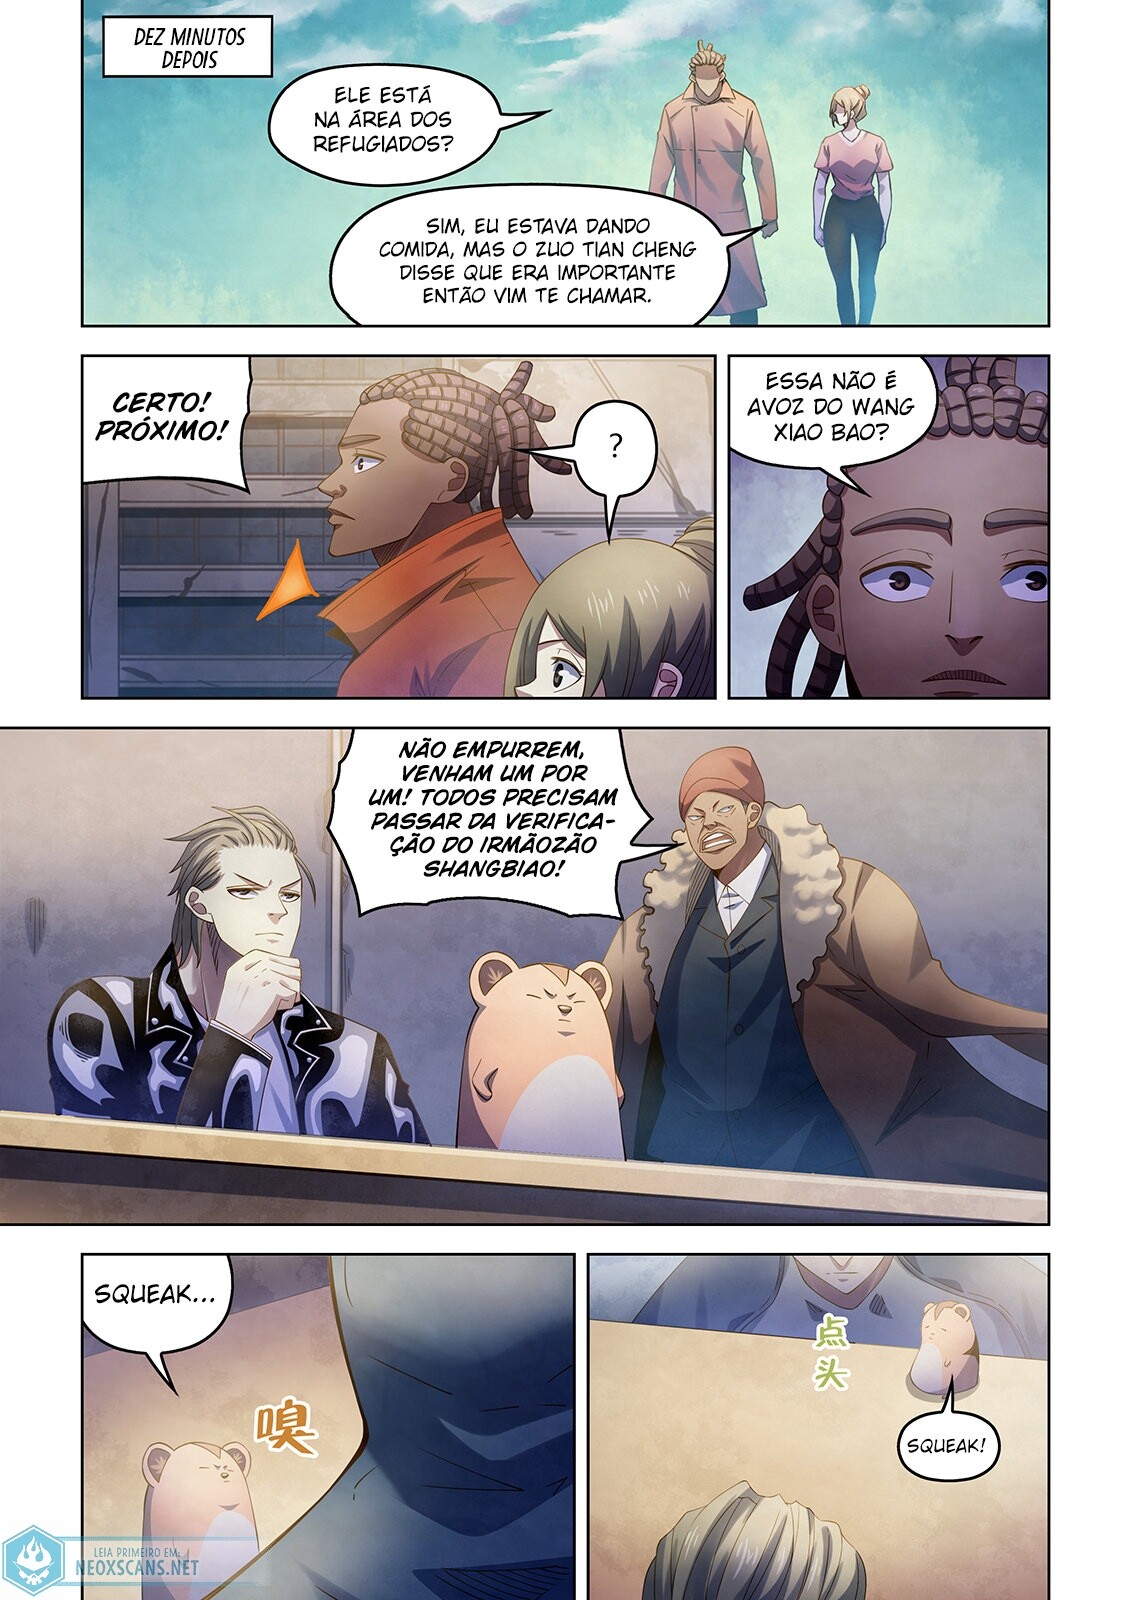 DEZ MINUTOS
DEPOIS
ELE ESTÁ
NA ÁREA DOS
REFUGIADOS?
SIM, EU ESTAVA DANDO
COMIDA, MAS O ZUO TIAN CHENG
DISSE QUE ERA IMPORTANTE
ENTÃO VIM TE CHAMAR.
CERTO!
PRÓXIMO!
?
ESSA NÃO É
AVOZ DO WANG
XIAO BAO?
NÃO EMPURREM,
VENHAM UM POR
UM! TODOS PRECISAM
PASSAR DA VERIFICA-
ÇÃO DO IRMÃOZÃO
SHANGBIAO!
SQUEAK...
嗅
点
头
SQUEAK!
LEIA PRIMEIRO EM:
NEOXSCANS.NET